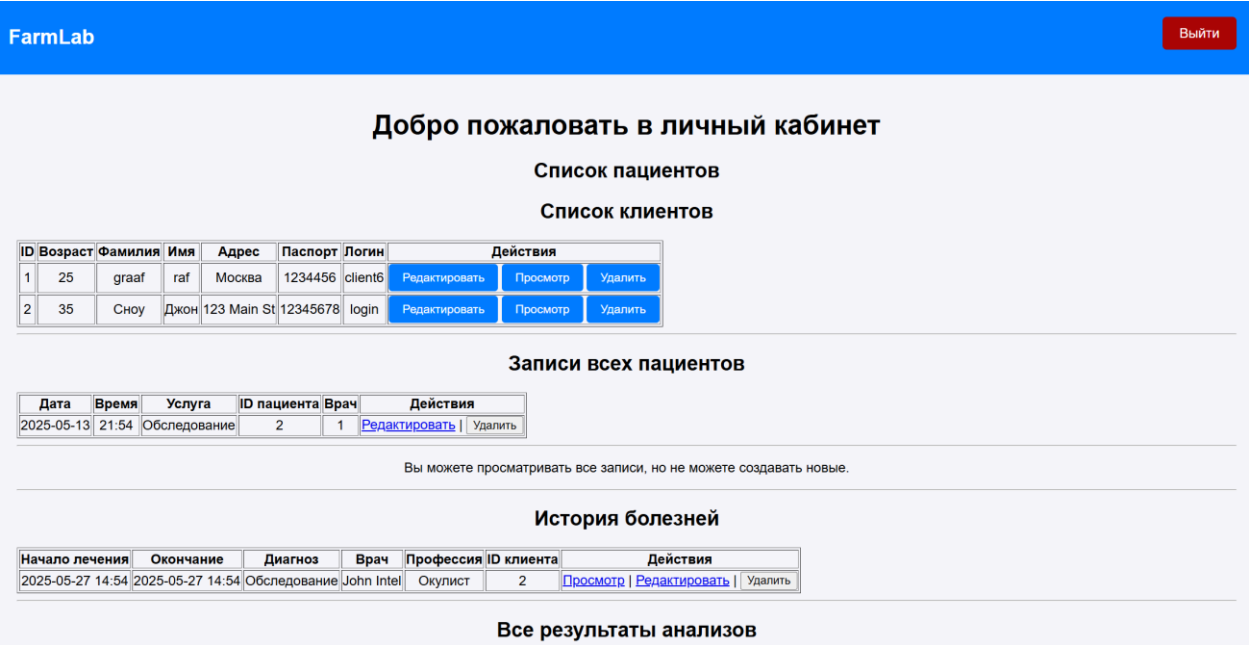 FarmLab
Выйти
Добро пожаловать в личный кабинет
Список пациентов
Список клиентов
ID Возраст Фамилия Имя Адрес Паспорт Логин Действия
1 25 graaf raf Москва 1234456 client6 Редактировать Просмотр Удалить
2 35 Сноу Джон 123 Main St 12345678 login Редактировать Просмотр Удалить
Записи всех пациентов
Дата Время Услуга ID пациента Врач Действия
2025-05-13 21:54 Обследование 2 1 Редактировать | Удалить
Вы можете просматривать все записи, но не можете создавать новые.
История болезней
Начало лечения Окончание Диагноз Врач Профессия ID клиента Действия
2025-05-27 14:54 2025-05-27 14:54 Обследование John Intel Окулист 2 Просмотр | Редактировать | Удалить
Все результаты анализов